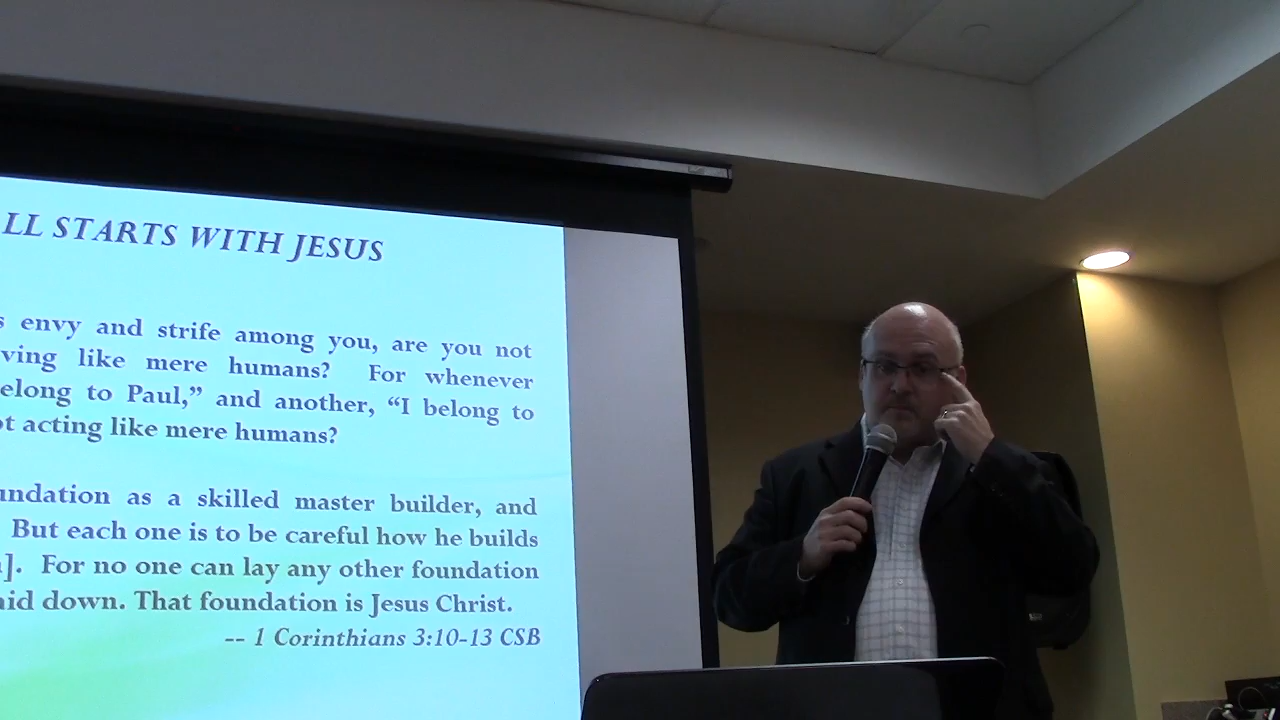 LL STARTS WITH JESUS
envy and strife among you, are you not
ving like mere humans? For whenever
elong to Paul,” and another, “I belong to
ot acting like mere humans?
undation as a skilled master builder, and
But each one is to be careful how he builds
]. For no one can lay any other foundation
aid down. That foundation is Jesus Christ.
-- 1 Corinthians 3:10-13 CSB